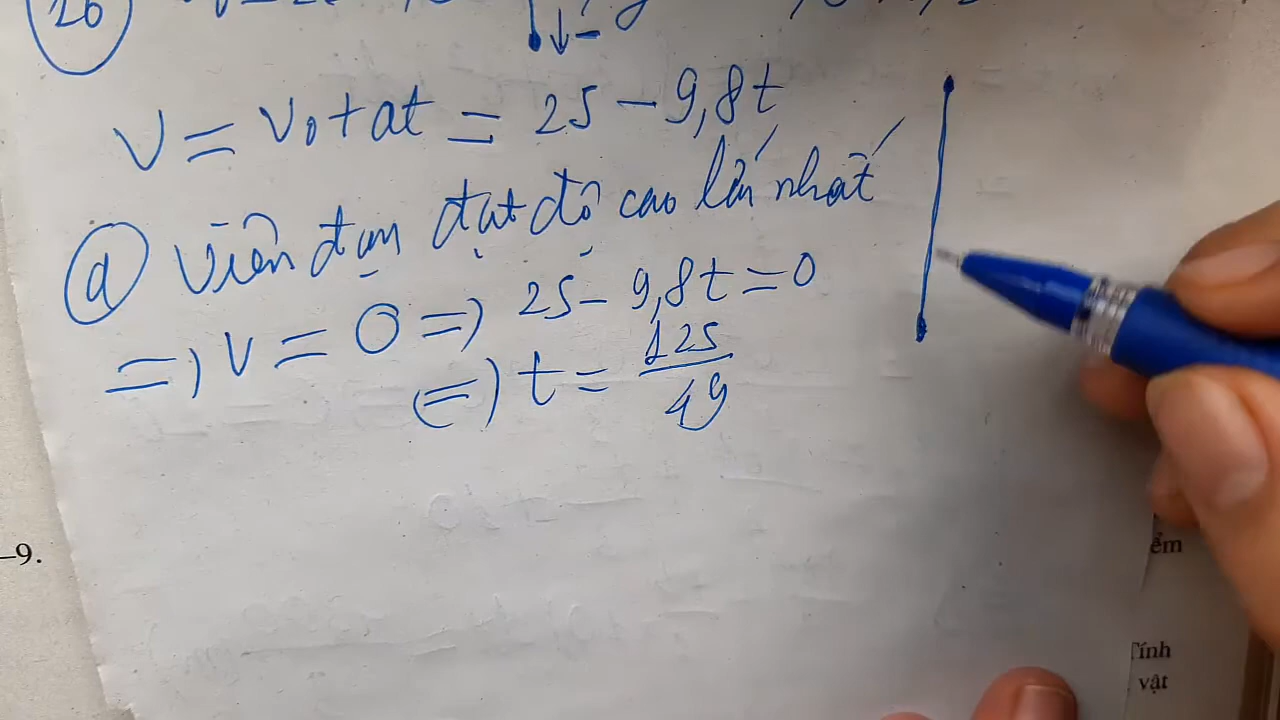 26
V = V₀ + at = 25 − 9,8t
a Viên đạn đạt độ cao lớn nhất
=> V = 0 => 25 − 9,8t = 0
<=> t = 125/49
–9.
ểm
Tính
vật